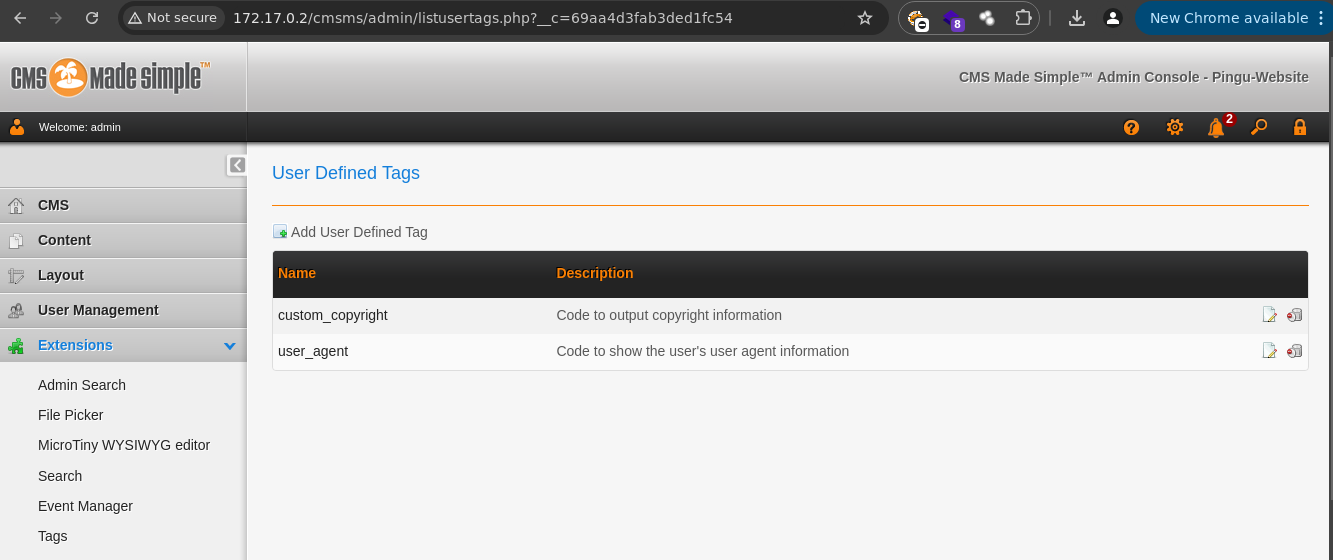 Not secure 172.17.0.2/cmsms/admin/listusertags.php?__c=69aa4d3fab3ded1fc54 8 New Chrome available
CMS Made Simple™ CMS Made Simple™ Admin Console - Pingu-Website
Welcome: admin 2
User Defined Tags
CMS
Content
Layout
User Management
Extensions
Admin Search
File Picker
MicroTiny WYSIWYG editor
Search
Event Manager
Tags
Add User Defined Tag
Name Description
custom_copyright Code to output copyright information
user_agent Code to show the user's user agent information